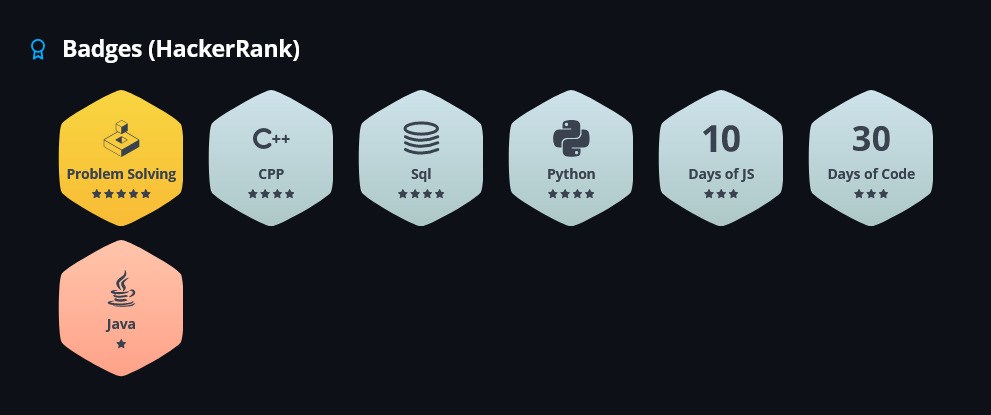 Badges (HackerRank)
Problem Solving
C++
CPP
Sql
Python
10
Days of JS
30
Days of Code
Java